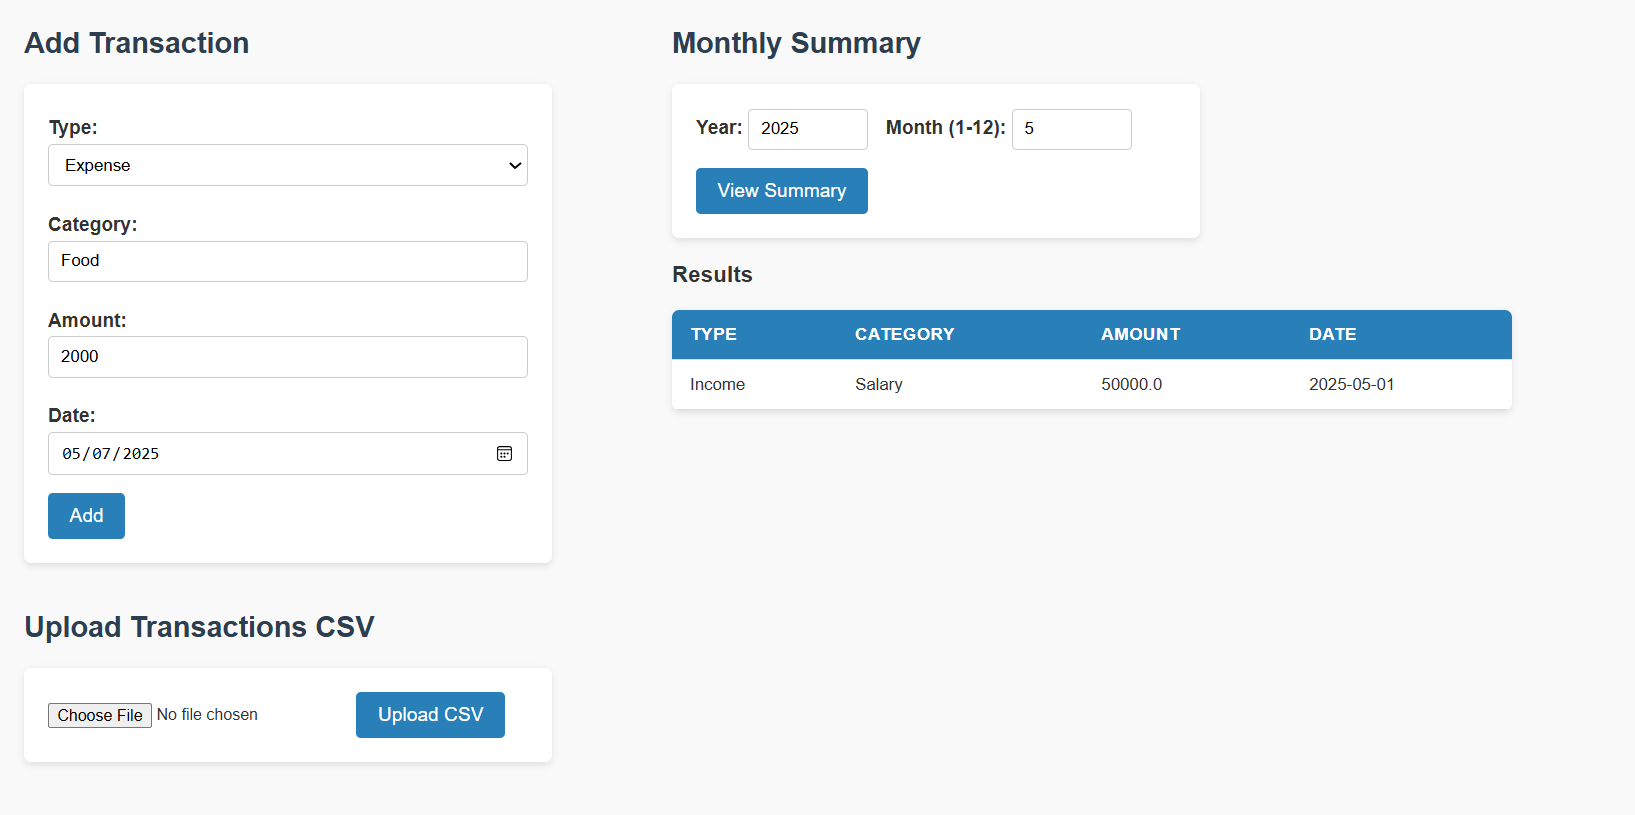 Add Transaction
Type:
Expense
Category:
Food
Amount:
2000
Date:
05/07/2025
Add
Upload Transactions CSV
Choose File No file chosen
Upload CSV
Monthly Summary
Year: 2025 Month (1-12): 5
View Summary
Results
TYPE CATEGORY AMOUNT DATE
Income Salary 50000.0 2025-05-01